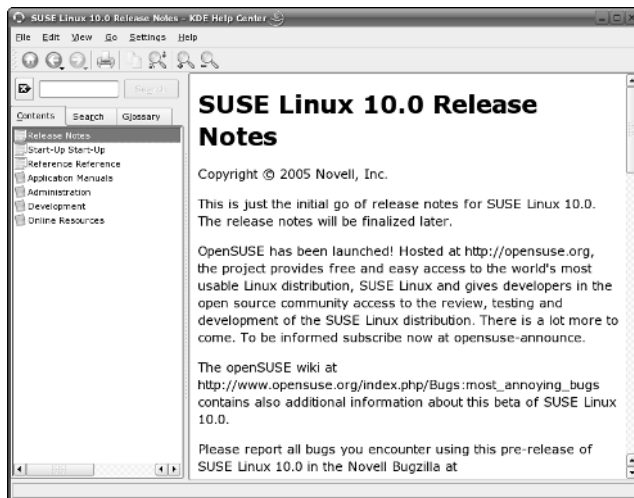 SUSE Linux 10.0 Release Notes - KDE Help Center
File Edit View Go Settings Help
Search
Contents Search Glossary
Release Notes
Start-Up Start-Up
Reference Reference
Application Manuals
Administration
Development
Online Resources
SUSE Linux 10.0 Release
Notes
Copyright © 2005 Novell, Inc.
This is just the initial go of release notes for SUSE Linux 10.0.
The release notes will be finalized later.
OpenSUSE has been launched! Hosted at http://opensuse.org,
the project provides free and easy access to the world's most
usable Linux distribution, SUSE Linux and gives developers in the
open source community access to the review, testing and
development of the SUSE Linux distribution. There is a lot more to
come. To be informed subscribe now at opensuse-announce.
The openSUSE wiki at
http://www.opensuse.org/index.php/Bugs:most_annoying_bugs
contains also additional information about this beta of SUSE Linux
10.0.
Please report all bugs you encounter using this pre-release of
SUSE Linux 10.0 in the Novell Bugzilla at